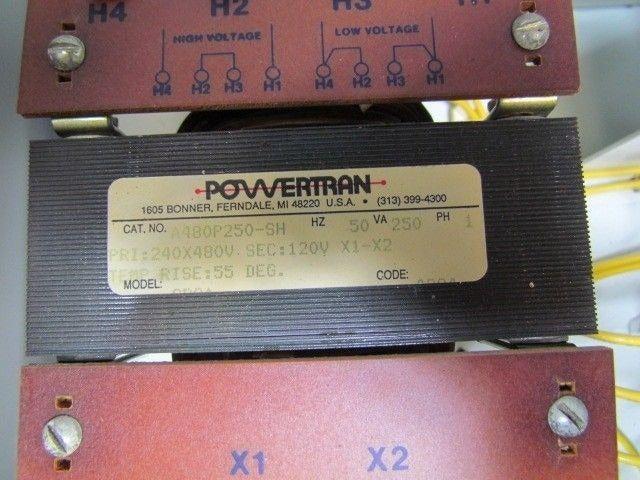 H4 H2 H3
HIGH VOLTAGE LOW VOLTAGE
H4 H2 H3 H1 H4 H2 H3 H1
POWERTRAN
1605 BONNER, FERNDALE, MI 48220 U.S.A. • (313) 399-4300
CAT. NO. A480P250-SH HZ 50 VA 250 PH 1
PRI:240X480V SEC:120V X1-X2
TEMP RISE:55 DEG.
MODEL: CODE:
X1 X2